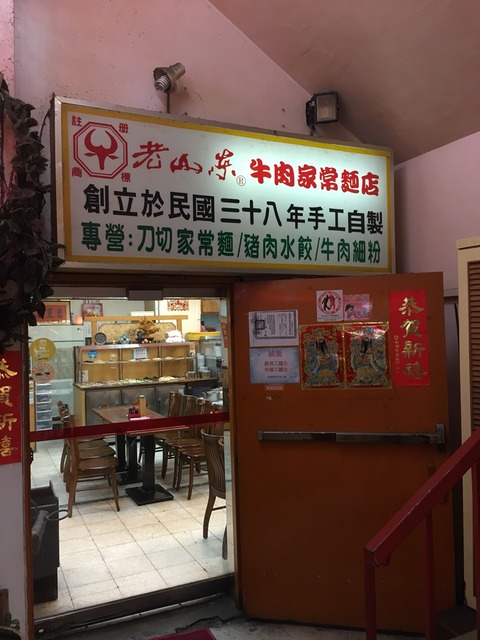 註冊
商標
老山东® 牛肉家常麵店
創立於民國三十八年手工自製
專營:刀切家常麵/豬肉水餃/牛肉細粉
恭賀新禧
恭賀新禧